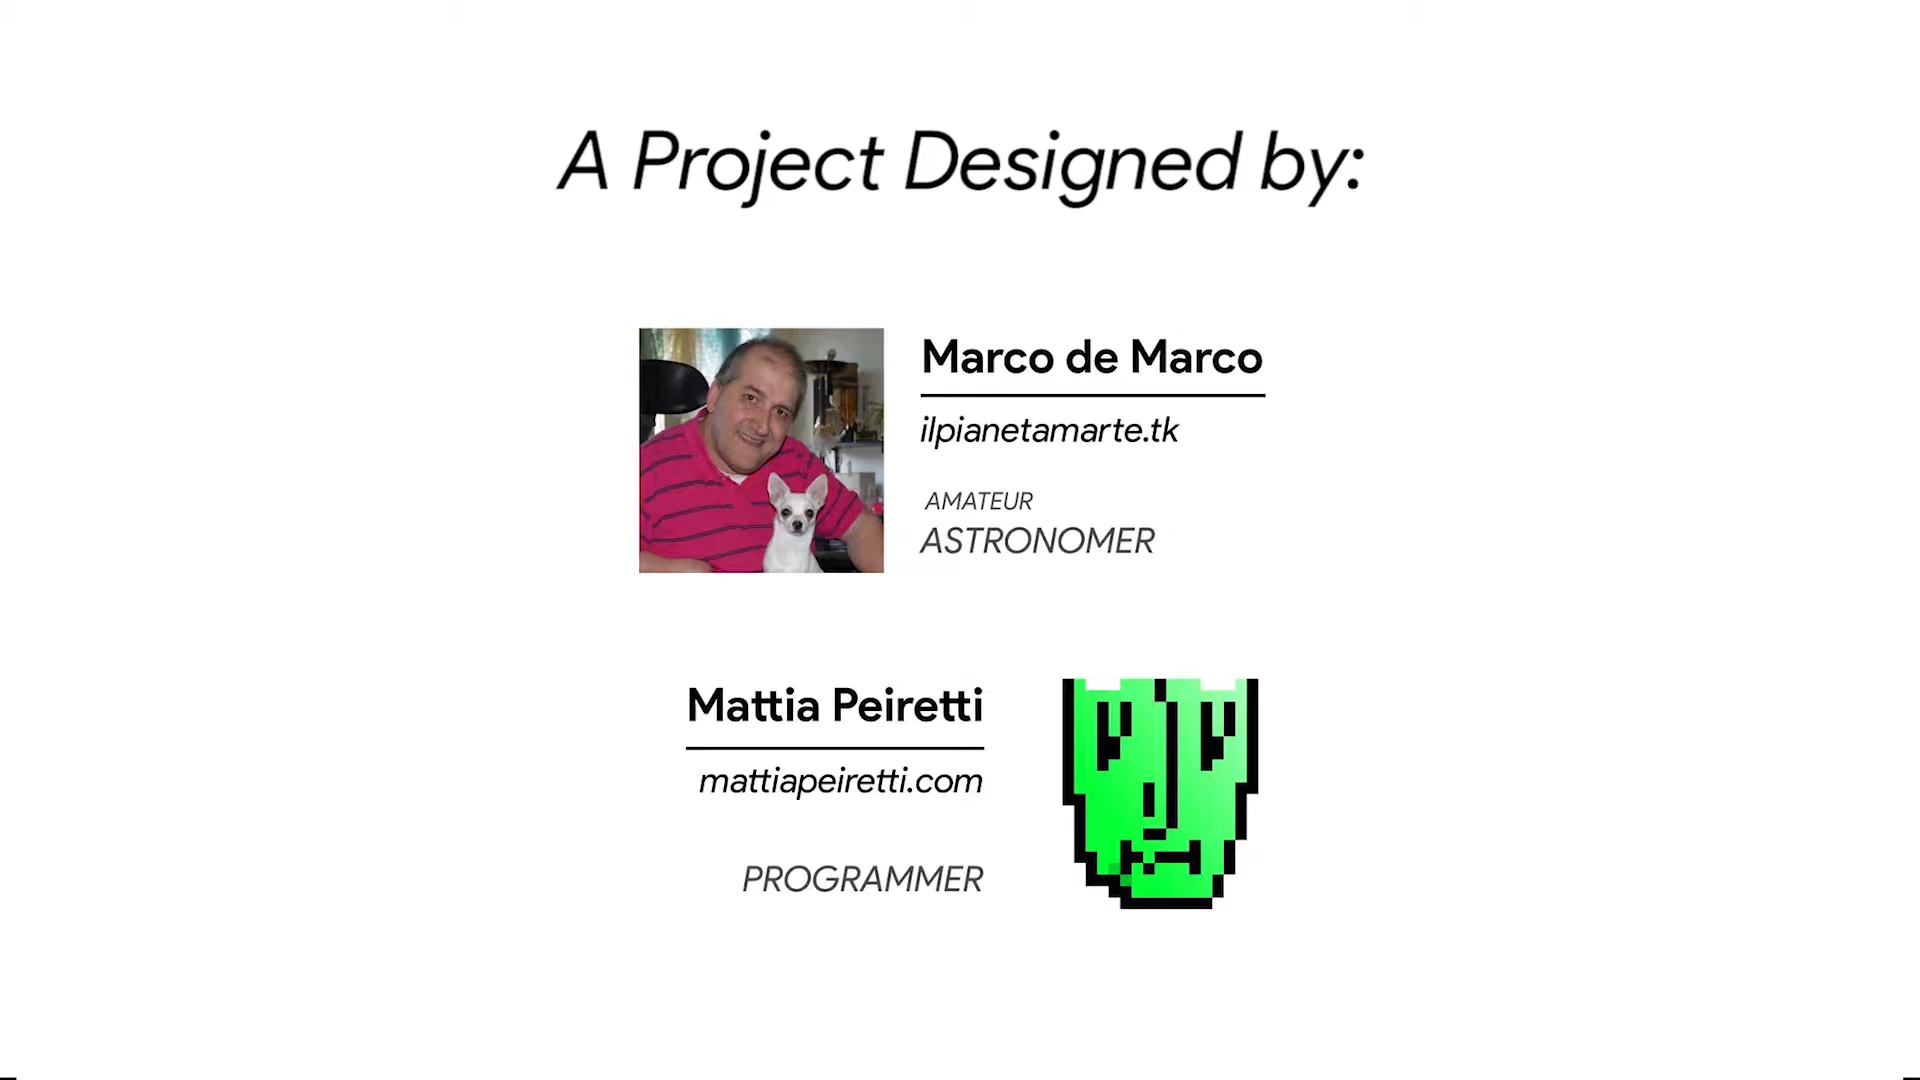 A Project Designed by:
Marco de Marco
ilpianetamarte.tk
AMATEUR
ASTRONOMER
Mattia Peiretti
mattiapeiretti.com
PROGRAMMER